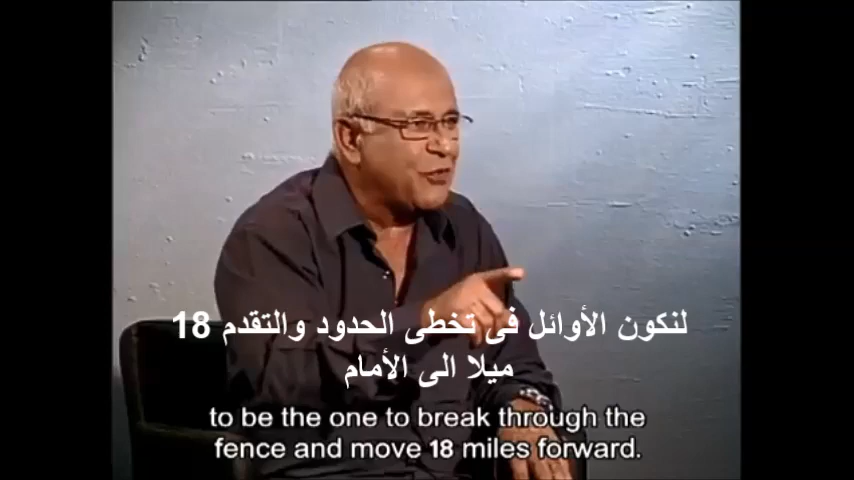 لنكون الأوائل فى تخطى الحدود والتقدم 18
ميلا الى الأمام
to be the one to break through the
fence and move 18 miles forward.